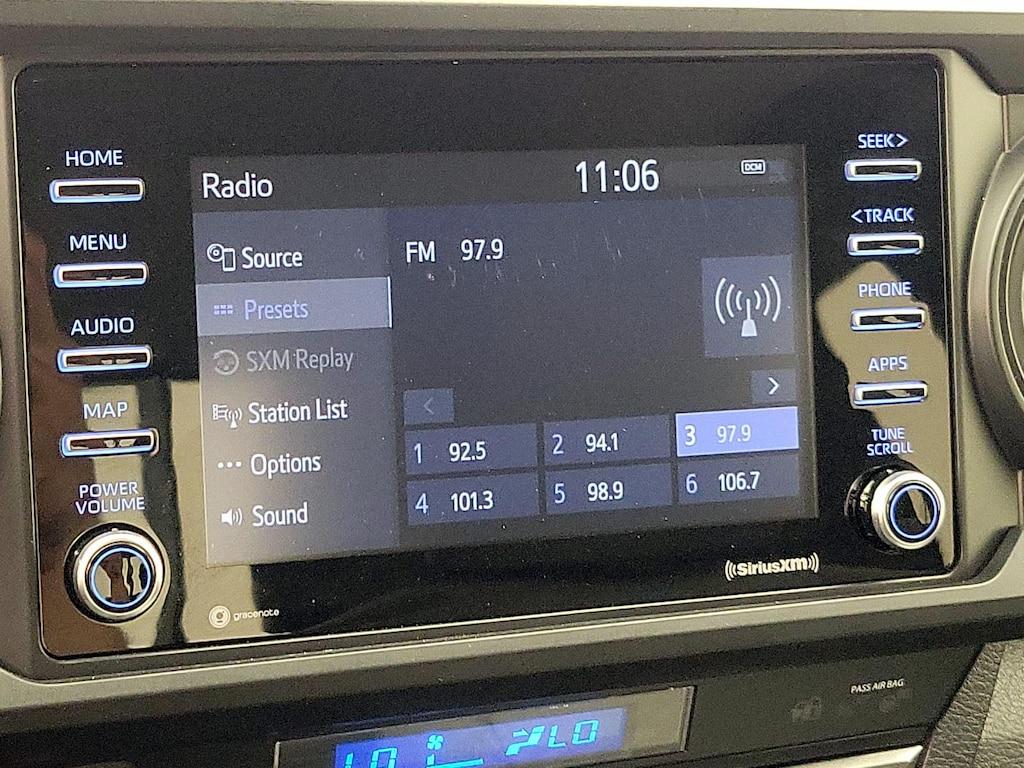 HOME
MENU
AUDIO
MAP
POWER
VOLUME
Radio
11:06
DCM
Source
Presets
SXM Replay
Station List
Options
Sound
FM 97.9
<
>
1 92.5
2 94.1
3 97.9
4 101.3
5 98.9
6 106.7
SEEK>
<TRACK
PHONE
APPS
TUNE
SCROLL
gracenote
((SiriusXM))
PASS AIR BAG
LO
LO